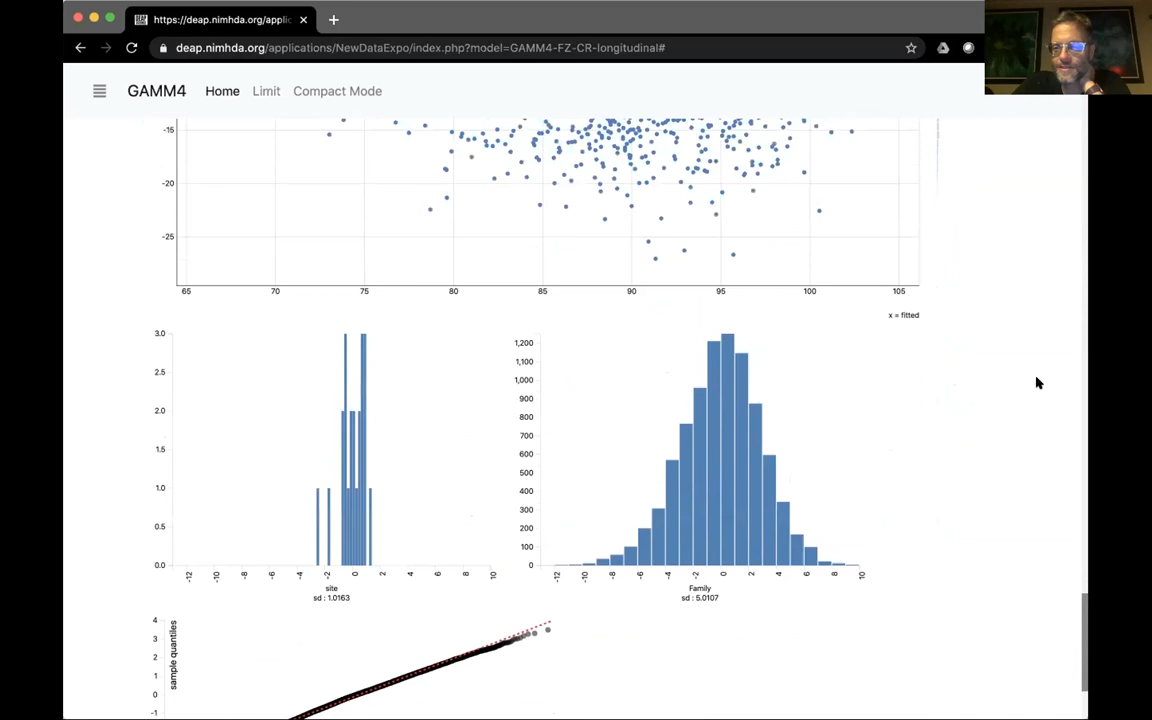 https://deap.nimhda.org/applic
deap.nimhda.org/applications/NewDataExpo/index.php?model=GAMM4-FZ-CR-longitudinal#
GAMM4 Home Limit Compact Mode
-15
-20
-25
65 70 75 80 85 90 95 100 105
x = fitted
3.0
2.5
2.0
1.5
1.0
0.5
0.0
-12 -10 -8 -6 -4 -2 0 2 4 6 8 10
site
sd : 1.0163
1,200
1,100
1,000
900
800
700
600
500
400
300
200
100
0
-12 -10 -8 -6 -4 -2 0 2 4 6 8 10
Family
sd : 5.0107
sample quantiles
4
3
2
1
0
-1